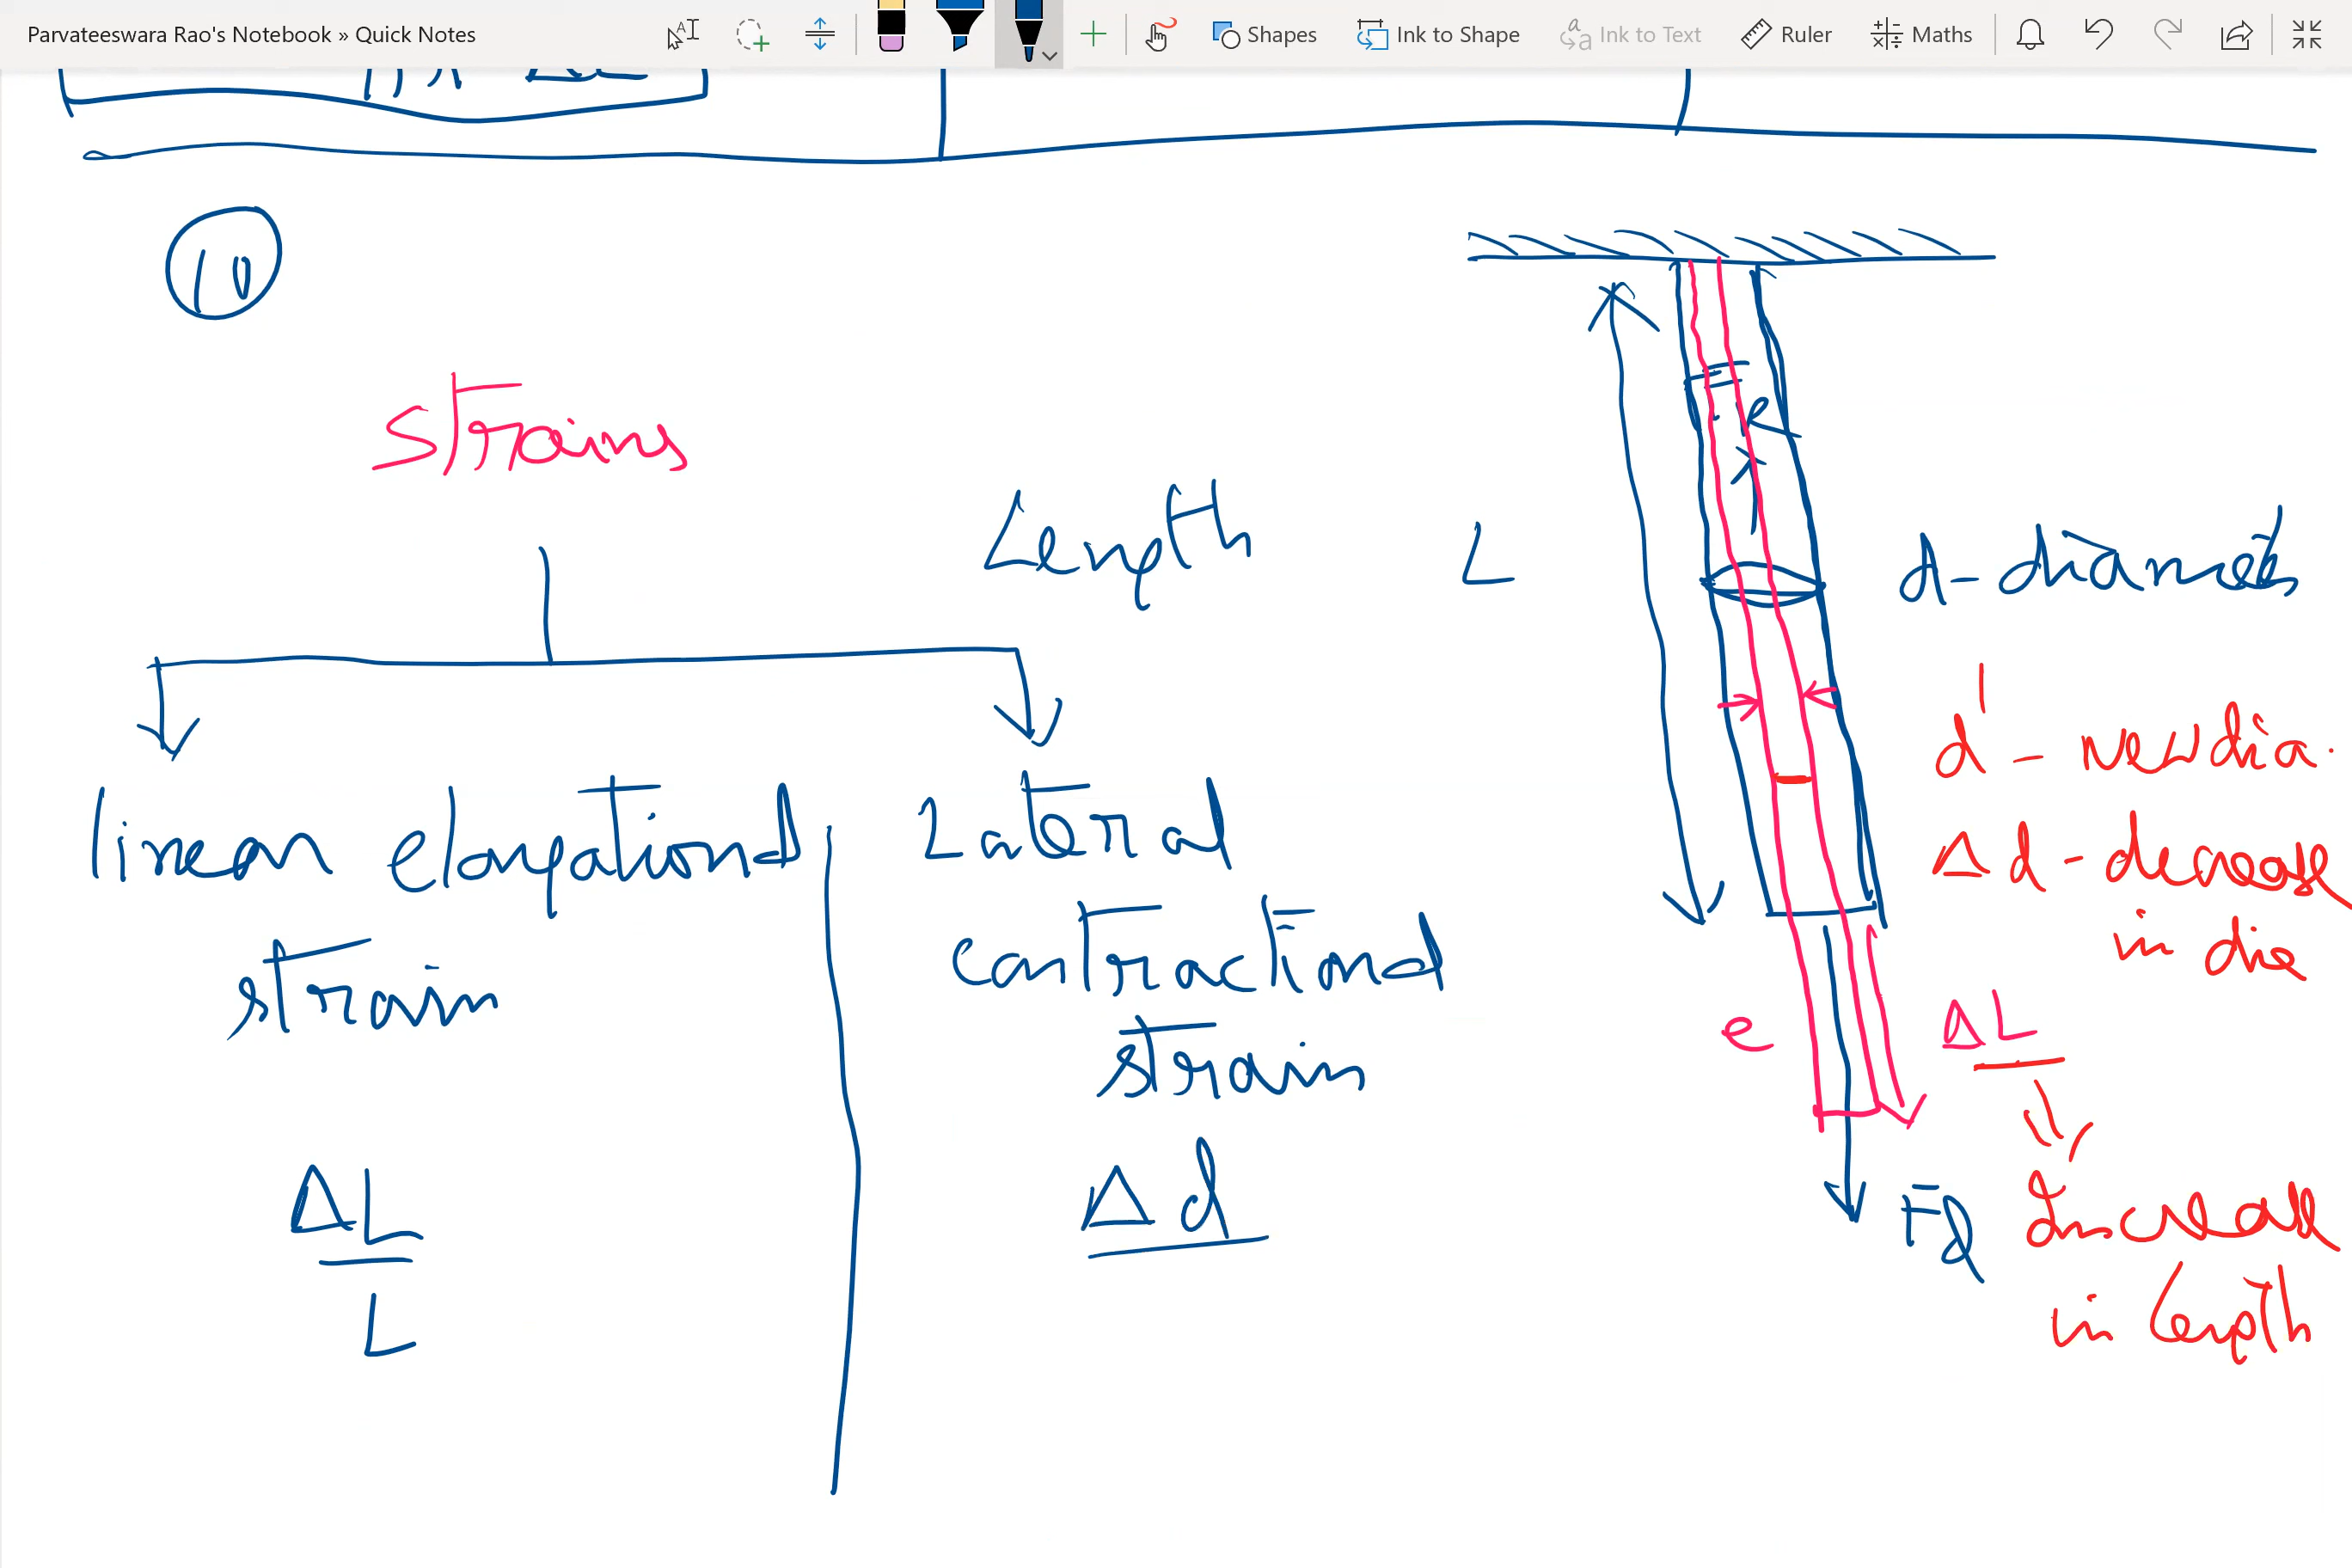 Parvateeswara Rao's Notebook » Quick Notes
Shapes
Ink to Shape
Ink to Text
Ruler
Maths
10
Strains
Length
L
d - diameter
linear elongational
strain
Lateral
contractional
strain
ΔL
L
Δd
d' - new dia.
Δd - decrease
in dia
e
ΔL
Increase
in length